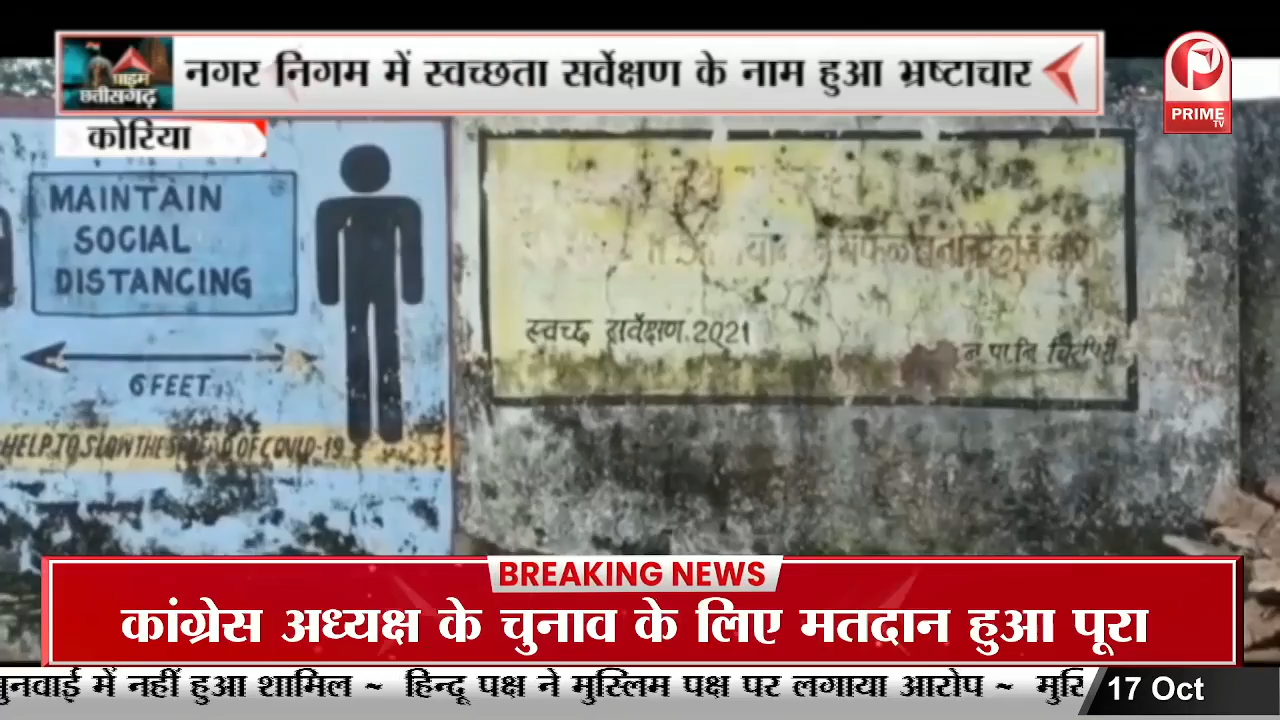 प्राइम
छत्तीसगढ़
नगर निगम में स्वच्छता सर्वेक्षण के नाम हुआ भ्रष्टाचार
PRIME
TV
कोरिया
MAINTAIN
SOCIAL
DISTANCING
6 FEET
HELP TO SLOW THE SPREAD OF COVID-19
स्वच्छ सर्वेक्षण. 2021
न.पा.नि.
BREAKING NEWS
कांग्रेस अध्यक्ष के चुनाव के लिए मतदान हुआ पूरा
में नहीं हुआ शामिल ~ हिन्दू पक्ष ने मुस्लिम पक्ष पर लगाया आरोप ~
17 Oct